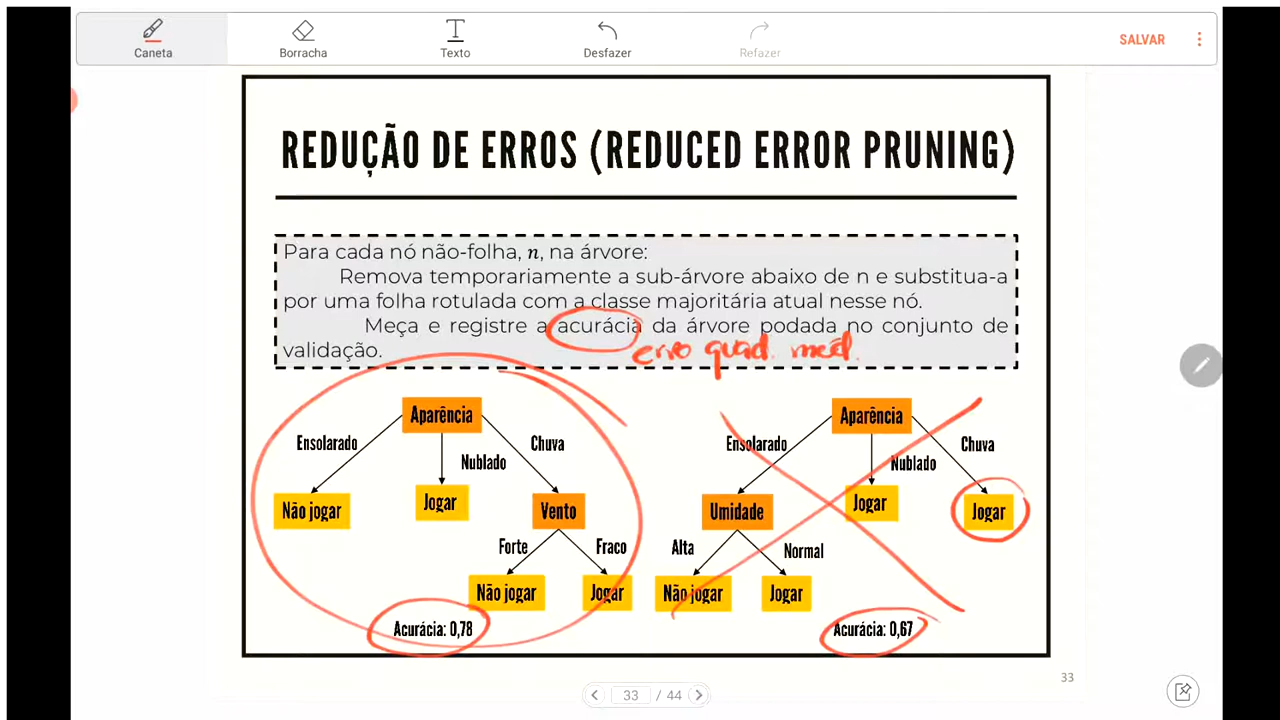 Caneta
Borracha
Texto
Desfazer
Refazer
SALVAR
REDUÇÃO DE ERROS (REDUCED ERROR PRUNING)
Para cada nó não-folha, n, na árvore:
Remova temporariamente a sub-árvore abaixo de n e substitua-a
por uma folha rotulada com a classe majoritária atual nesse nó.
Meça e registre a acurácia da árvore podada no conjunto de
validação.
erro quad. méd.
Aparência
Ensolarado
Nublado
Chuva
Não jogar
Jogar
Vento
Forte
Fraco
Não jogar
Jogar
Acurácia: 0,78
Aparência
Ensolarado
Nublado
Chuva
Umidade
Jogar
Jogar
Alta
Normal
Não jogar
Jogar
Acurácia: 0,67
33
33 / 44